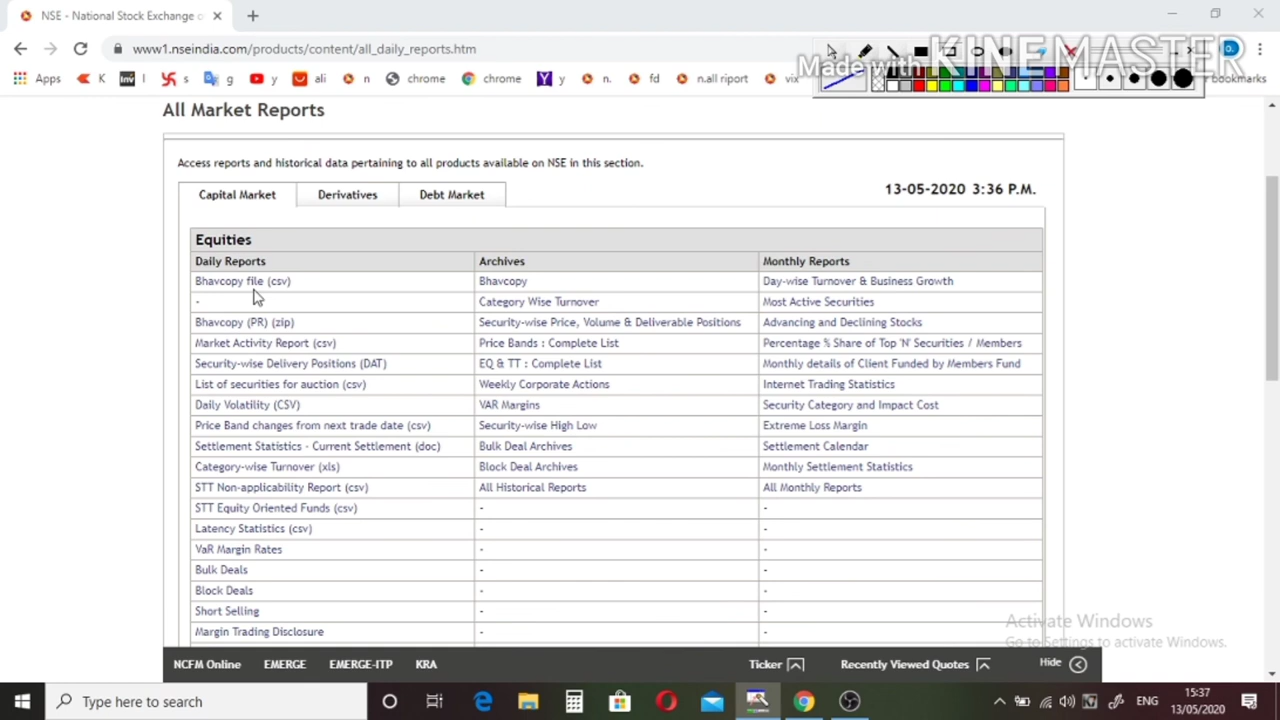 NSE - National Stock Exchange o
www1.nseindia.com/products/content/all_daily_reports.htm
Made with KINEMASTER
Apps K Inv l s g y ali n chrome chrome y n. fd n.all riport vix bookmarks
All Market Reports
Access reports and historical data pertaining to all products available on NSE in this section.
Capital Market Derivatives Debt Market 13-05-2020 3:36 P.M.
Equities
Daily Reports Archives Monthly Reports
Bhavcopy file (csv) Bhavcopy Day-wise Turnover & Business Growth
- Category Wise Turnover Most Active Securities
Bhavcopy (PR) (zip) Security-wise Price, Volume & Deliverable Positions Advancing and Declining Stocks
Market Activity Report (csv) Price Bands : Complete List Percentage % Share of Top 'N' Securities / Members
Security-wise Delivery Positions (DAT) EQ & TT : Complete List Monthly details of Client Funded by Members Fund
List of securities for auction (csv) Weekly Corporate Actions Internet Trading Statistics
Daily Volatility (CSV) VAR Margins Security Category and Impact Cost
Price Band changes from next trade date (csv) Security-wise High Low Extreme Loss Margin
Settlement Statistics - Current Settlement (doc) Bulk Deal Archives Settlement Calendar
Category-wise Turnover (xls) Block Deal Archives Monthly Settlement Statistics
STT Non-applicability Report (csv) All Historical Reports All Monthly Reports
STT Equity Oriented Funds (csv) - -
Latency Statistics (csv) - -
VaR Margin Rates - -
Bulk Deals - -
Block Deals - -
Short Selling - -
Margin Trading Disclosure - -
Activate Windows
Go to Settings to activate Windows.
NCFM Online EMERGE EMERGE-ITP KRA Ticker Recently Viewed Quotes Hide
Type here to search ENG 15:37
13/05/2020